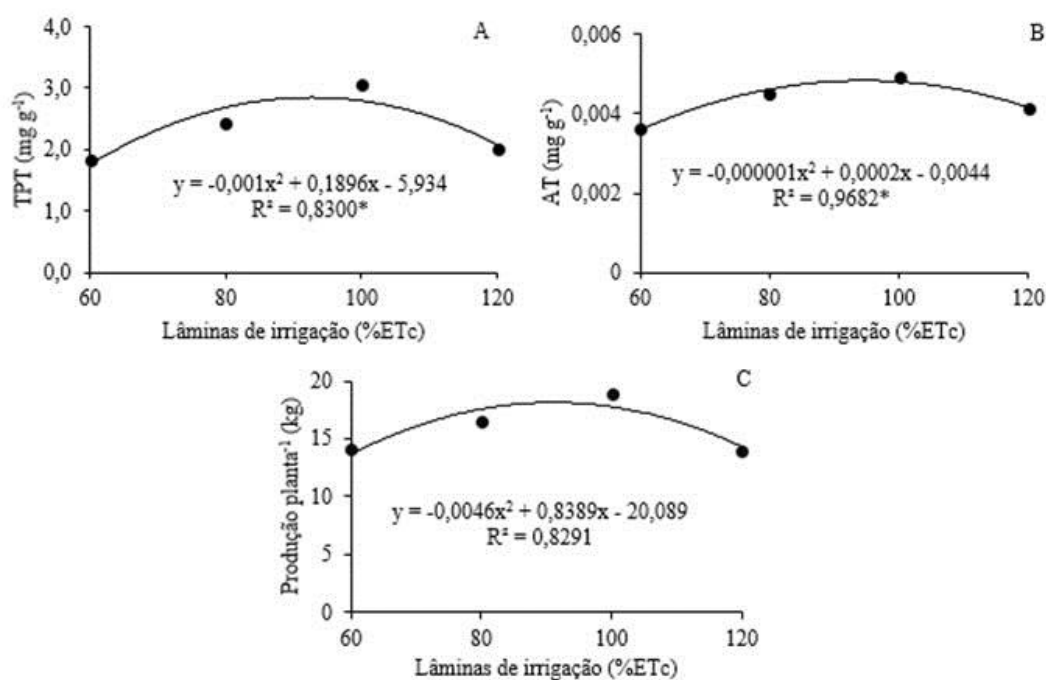 A
4,0
3,0
2,0
1,0
0,0
TPT (mg g⁻¹)
y = -0,001x² + 0,1896x - 5,934
R² = 0,8300*
60 80 100 120
Lâminas de irrigação (%ETc)
B
0,006
0,004
0,002
0
AT (mg g⁻¹)
y = -0,000001x² + 0,0002x - 0,0044
R² = 0,9682*
60 80 100 120
Lâminas de irrigação (%ETc)
C
20
15
10
5
0
Produção planta⁻¹ (kg)
y = -0,0046x² + 0,8389x - 20,089
R² = 0,8291
60 80 100 120
Lâminas de irrigação (%ETc)